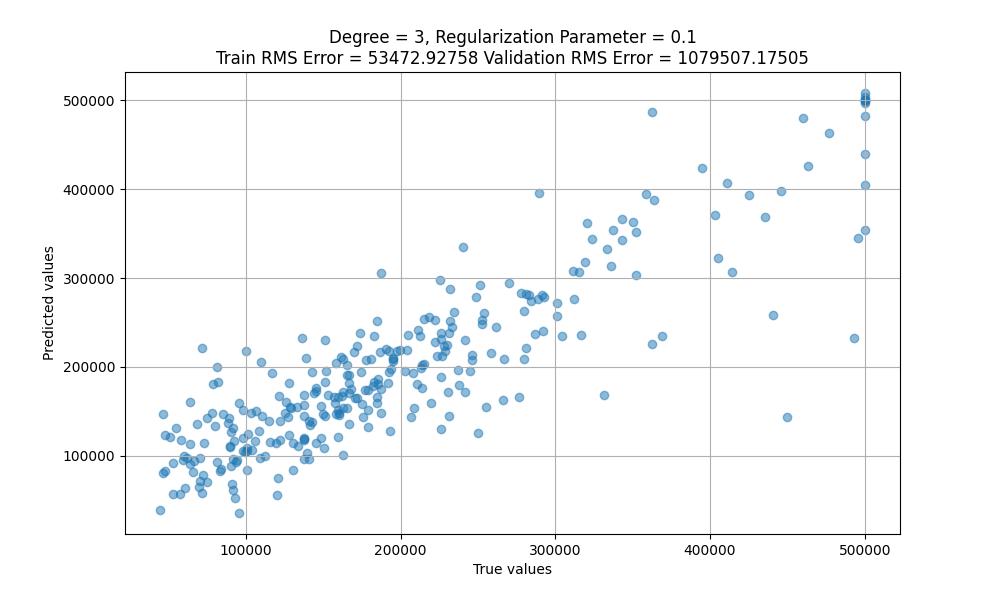 Degree = 3, Regularization Parameter = 0.1
Train RMS Error = 53472.92758 Validation RMS Error = 1079507.17505
500000
400000
300000
200000
100000
Predicted values
100000 200000 300000 400000 500000
True values